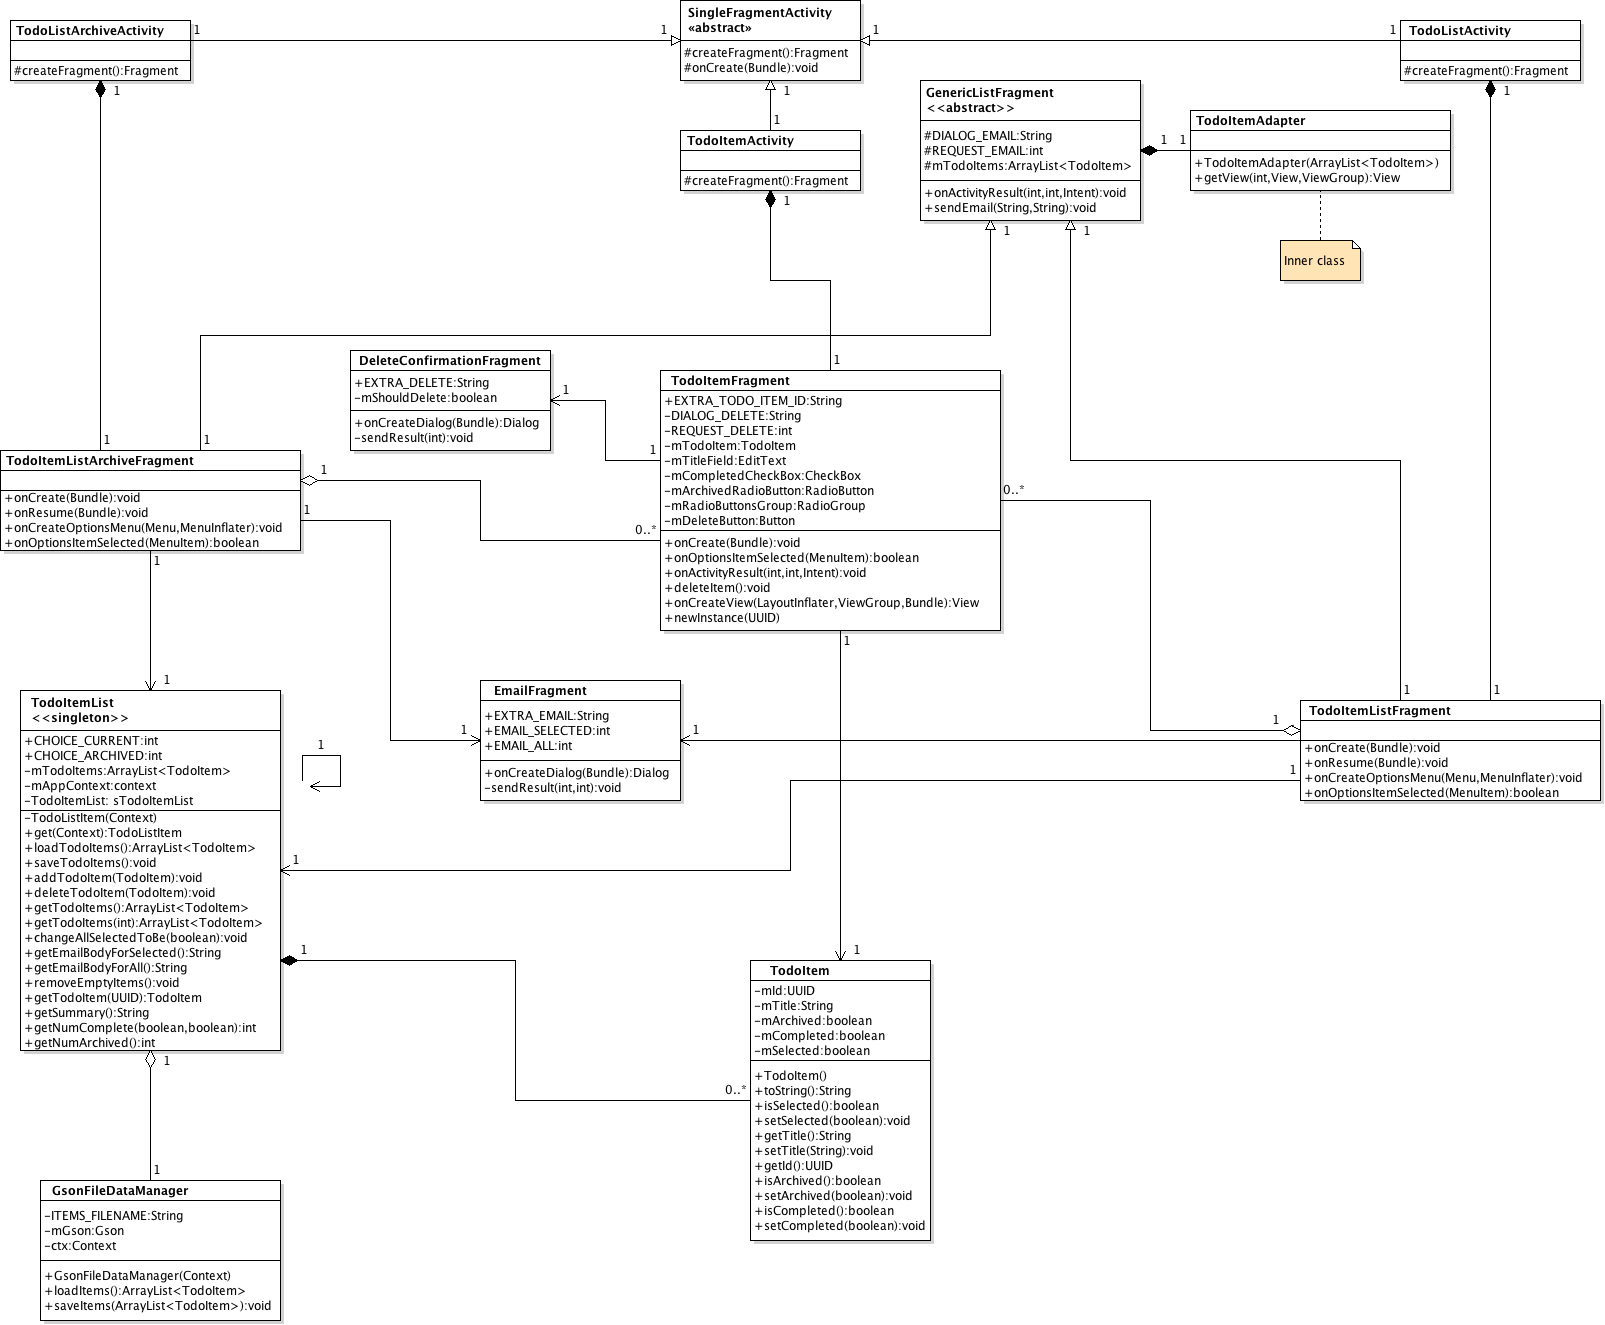 TodoListArchiveActivity
#createFragment():Fragment
1
1
1
SingleFragmentActivity
«abstract»
#createFragment():Fragment
#onCreate(Bundle):void
1
1
TodoListActivity
#createFragment():Fragment
1
1
1
TodoItemActivity
#createFragment():Fragment
1
GenericListFragment
<<abstract>>
#DIALOG_EMAIL:String
#REQUEST_EMAIL:int
#mTodoItems:ArrayList<TodoItem>
+onActivityResult(int,int,Intent):void
+sendEmail(String,String):void
1 1
1
1
TodoItemAdapter
+TodoItemAdapter(ArrayList<TodoItem>)
+getView(int,View,ViewGroup):View
Inner class
DeleteConfirmationFragment
+EXTRA_DELETE:String
-mShouldDelete:boolean
+onCreateDialog(Bundle):Dialog
-sendResult(int):void
1
1
1
TodoItemFragment
+EXTRA_TODO_ITEM_ID:String
-DIALOG_DELETE:String
-REQUEST_DELETE:int
-mTodoItem:TodoItem
-mTitleField:EditText
-mCompletedCheckBox:CheckBox
-mArchivedRadioButton:RadioButton
-mRadioButtonsGroup:RadioGroup
-mDeleteButton:Button
+onCreate(Bundle):void
+onOptionsItemSelected(MenuItem):boolean
+onActivityResult(int,int,Intent):void
+deleteItem():void
+onCreateView(LayoutInflater,ViewGroup,Bundle):View
+newInstance(UUID)
0..*
0..*
1
1
1
TodoItemListArchiveFragment
+onCreate(Bundle):void
+onResume(Bundle):void
+onCreateOptionsMenu(Menu,MenuInflater):void
+onOptionsItemSelected(MenuItem):boolean
1
1
1
1
TodoItemList
<<singleton>>
+CHOICE_CURRENT:int
+CHOICE_ARCHIVED:int
-mTodoItems:ArrayList<TodoItem>
-mAppContext:context
-TodoItemList: sTodoItemList
-TodoListItem(Context)
+get(Context):TodoListItem
+loadTodoItems():ArrayList<TodoItem>
+saveTodoItems():void
+addTodoItem(TodoItem):void
+deleteTodoItem(TodoItem):void
+getTodoItems():ArrayList<TodoItem>
+getTodoItems(int):ArrayList<TodoItem>
+changeAllSelectedToBe(boolean):void
+getEmailBodyForSelected():String
+getEmailBodyForAll():String
+removeEmptyItems():void
+getTodoItem(UUID):TodoItem
+getSummary():String
+getNumComplete(boolean,boolean):int
+getNumArchived():int
1
1
1
1
EmailFragment
+EXTRA_EMAIL:String
+EMAIL_SELECTED:int
+EMAIL_ALL:int
+onCreateDialog(Bundle):Dialog
-sendResult(int,int):void
1
1
1
1
TodoItemListFragment
+onCreate(Bundle):void
+onResume(Bundle):void
+onCreateOptionsMenu(Menu,MenuInflater):void
+onOptionsItemSelected(MenuItem):boolean
1
1
1
TodoItem
-mId:UUID
-mTitle:String
-mArchived:boolean
-mCompleted:boolean
-mSelected:boolean
+TodoItem()
+toString():String
+isSelected():boolean
+setSelected(boolean):void
+getTitle():String
+setTitle(String):void
+getId():UUID
+isArchived():boolean
+setArchived(boolean):void
+isCompleted():boolean
+setCompleted(boolean):void
0..*
1
GsonFileDataManager
-ITEMS_FILENAME:String
-mGson:Gson
-ctx:Context
+GsonFileDataManager(Context)
+loadItems():ArrayList<TodoItem>
+saveItems(ArrayList<TodoItem>):void